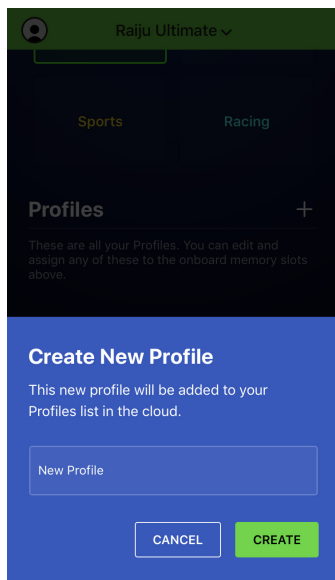 Raiju Ultimate
Sports
Racing
Profiles
These are all your Profiles. You can edit and
assign any of these to the onboard memory slots
above.
Create New Profile
This new profile will be added to your
Profiles list in the cloud.
New Profile
CANCEL
CREATE